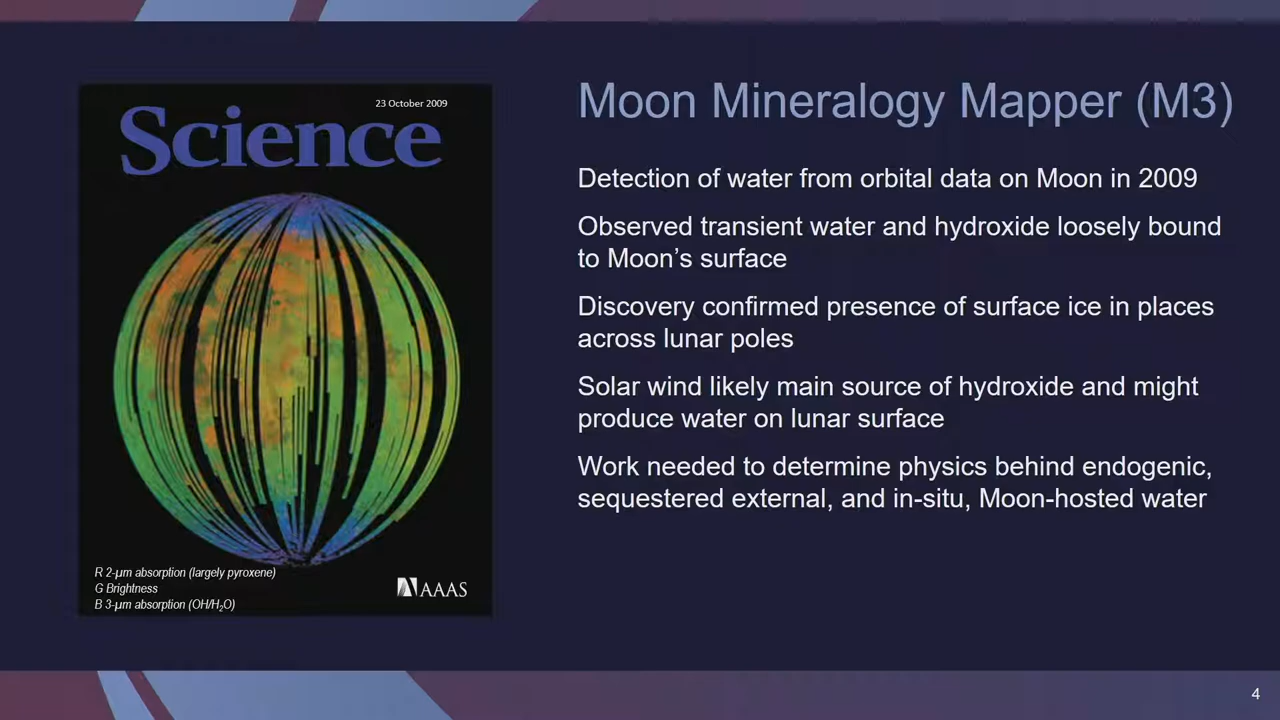 23 October 2009
Science
R 2-µm absorption (largely pyroxene)
G Brightness
B 3-µm absorption (OH/H₂O)
AAAS
Moon Mineralogy Mapper (M3)
Detection of water from orbital data on Moon in 2009
Observed transient water and hydroxide loosely bound
to Moon’s surface
Discovery confirmed presence of surface ice in places
across lunar poles
Solar wind likely main source of hydroxide and might
produce water on lunar surface
Work needed to determine physics behind endogenic,
sequestered external, and in-situ, Moon-hosted water
4